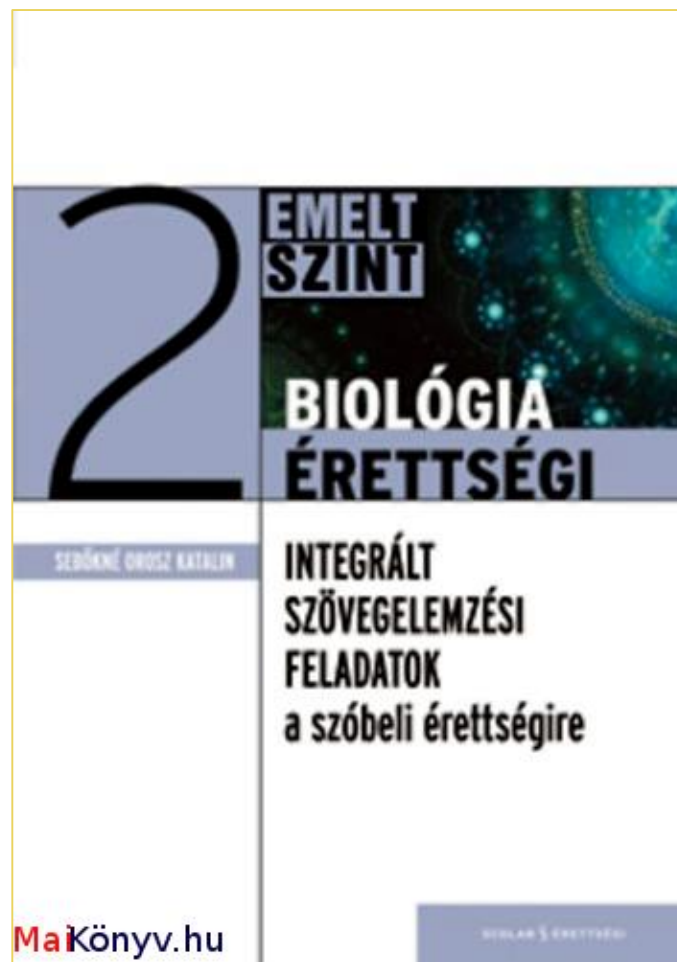 2
EMELT
SZINT
BIOLÓGIA
ÉRETTSÉGI
SEBŐKNÉ OROSZ KATALIN
INTEGRÁLT
SZÖVEGELEMZÉSI
FELADATOK
a szóbeli érettségire
MaiKönyv.hu
SCOLAR § ÉRETTSÉGI